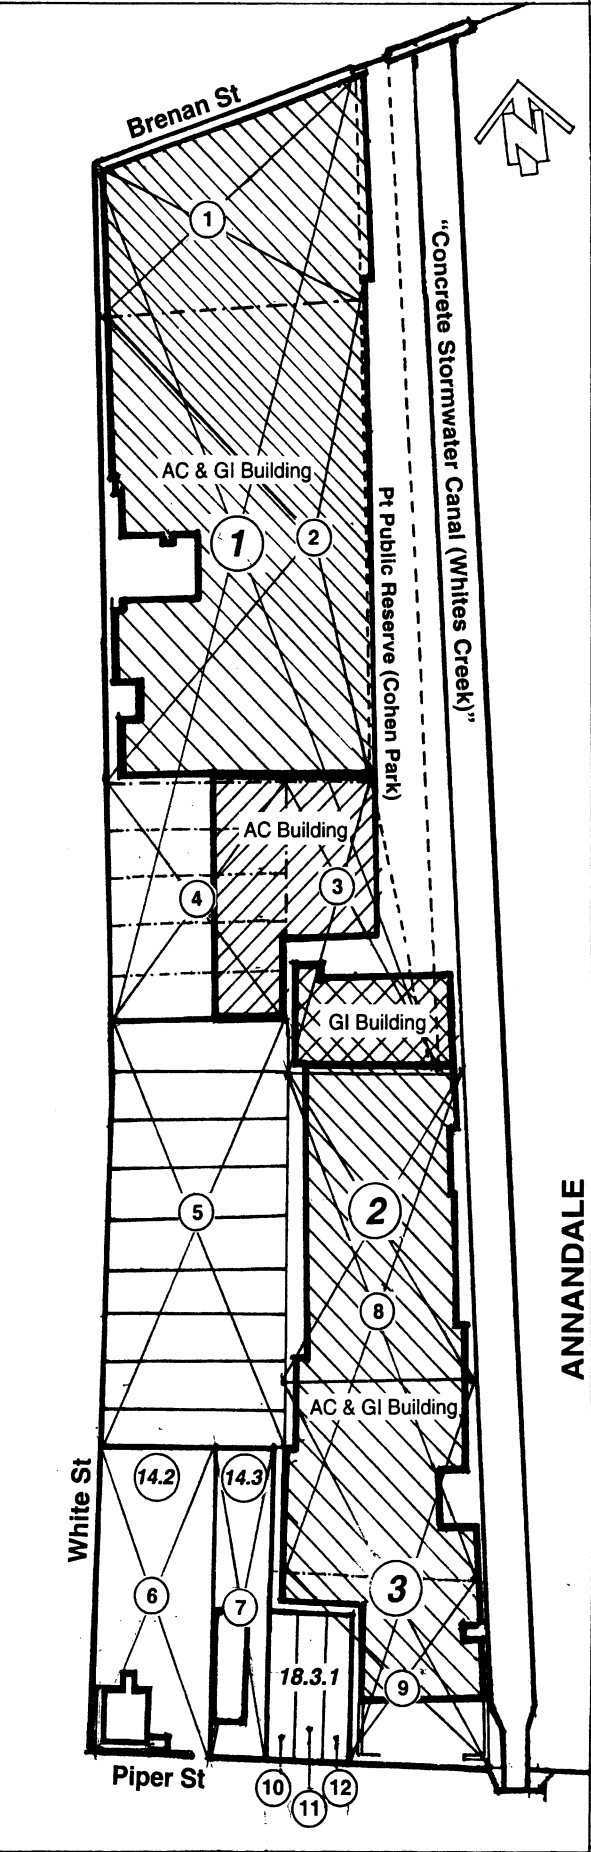 Brenan St
N
1
"Concrete Stormwater Canal (Whites Creek)"
AC & GI Building
1
2
Pt Public Reserve (Cohen Park)
AC Building
3
4
GI Building
2
5
8
ANNANDALE
AC & GI Building
White St
14.2
14.3
3
6
7
18.3.1
9
Piper St
10
11
12